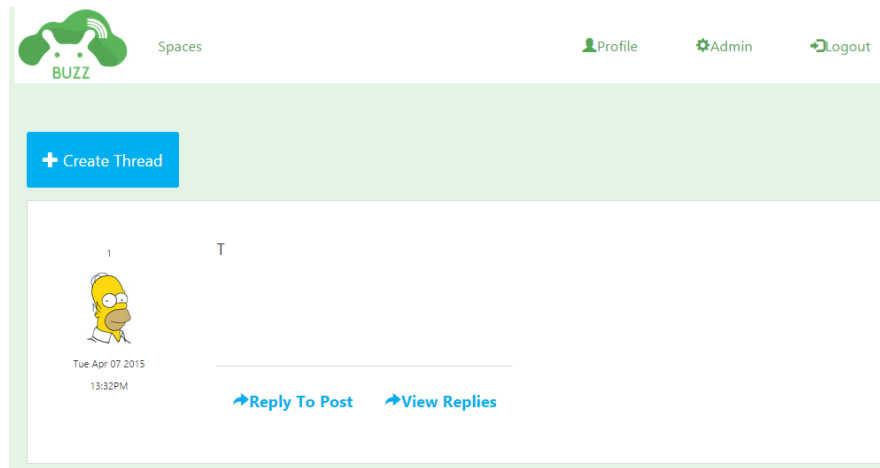 BUZZ
Spaces
Profile
Admin
Logout
Create Thread
1
T
Tue Apr 07 2015
13:32PM
Reply To Post
View Replies